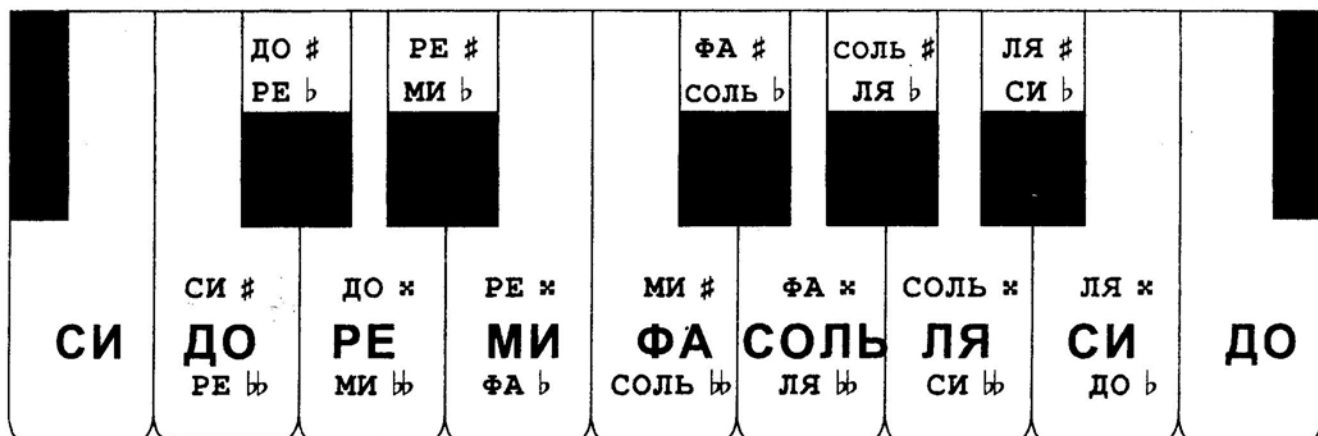 ДО ♯ РЕ ♯ ФА ♯ СОЛЬ ♯ ЛЯ ♯
РЕ ♭ МИ ♭ СОЛЬ ♭ ЛЯ ♭ СИ ♭
СИ ♯ ДО 𝄪 РЕ 𝄪 МИ ♯ ФА 𝄪 СОЛЬ 𝄪 ЛЯ 𝄪
СИ ДО РЕ МИ ФА СОЛЬ ЛЯ СИ ДО
РЕ 𝄫 МИ 𝄫 ФА ♭ СОЛЬ 𝄫 ЛЯ 𝄫 СИ 𝄫 ДО ♭